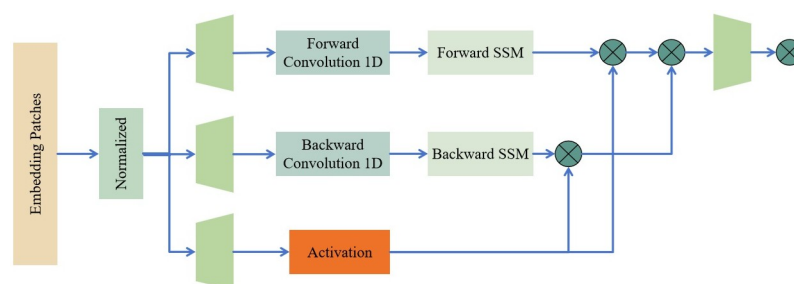 Embedding Patches
Normalized
Forward
Convolution 1D
Forward SSM
Backward
Convolution 1D
Backward SSM
Activation